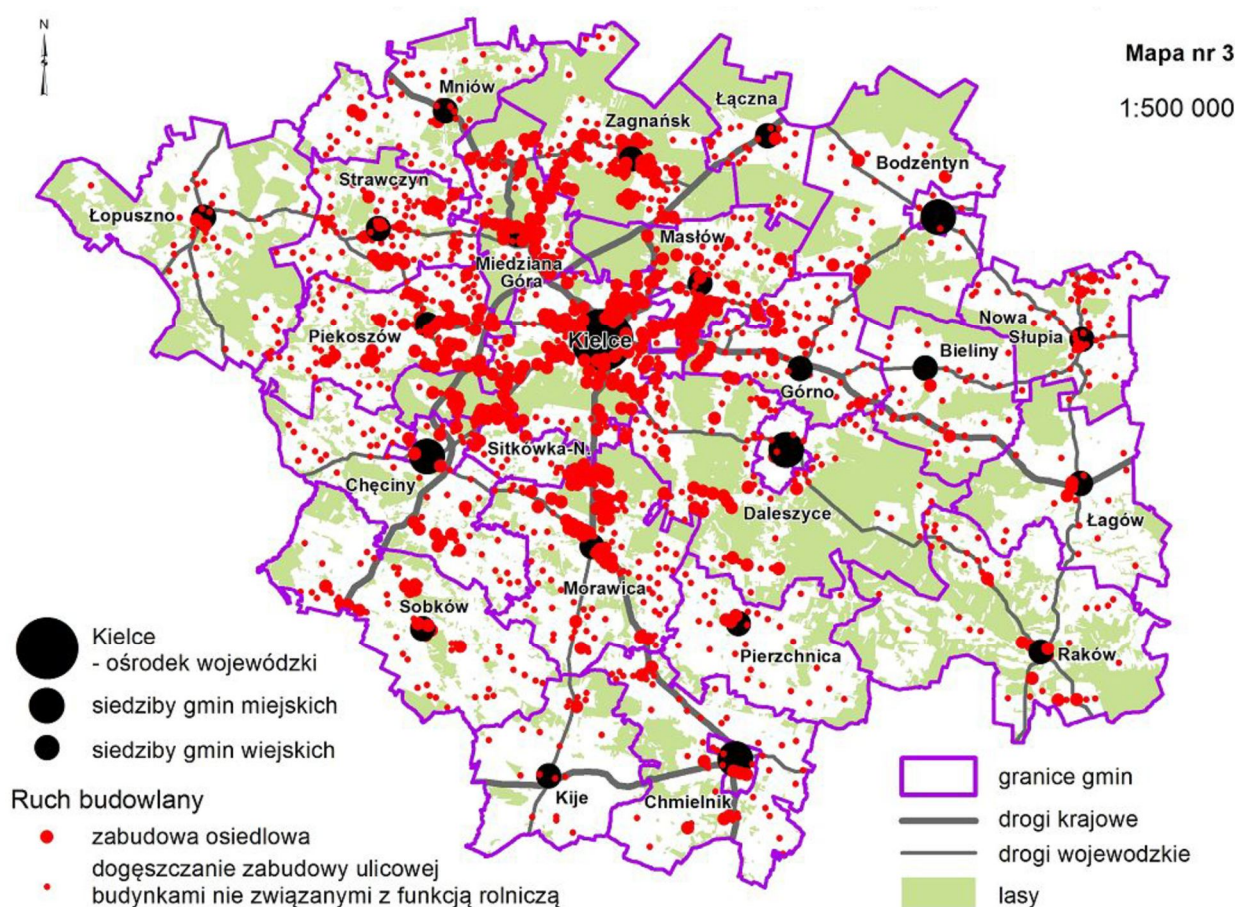 N
Mapa nr 3
1:500 000
Mniów
Łączna
Zagnańsk
Bodzentyn
Strawczyn
Łopuszno
Masłów
Miedziana
Góra
Nowa
Słupia
Piekoszów
Kielce
Bieliny
Górno
Sitkówka-N.
Chęciny
Daleszyce
Łagów
Morawica
Sobków
Pierzchnica
Raków
Kije
Chmielnik
Kielce
- ośrodek wojewódzki
siedziby gmin miejskich
siedziby gmin wiejskich
Ruch budowlany
zabudowa osiedlowa
dogęszczanie zabudowy ulicowej
budynkami nie związanymi z funkcją rolniczą
granice gmin
drogi krajowe
drogi wojewodzkie
lasy